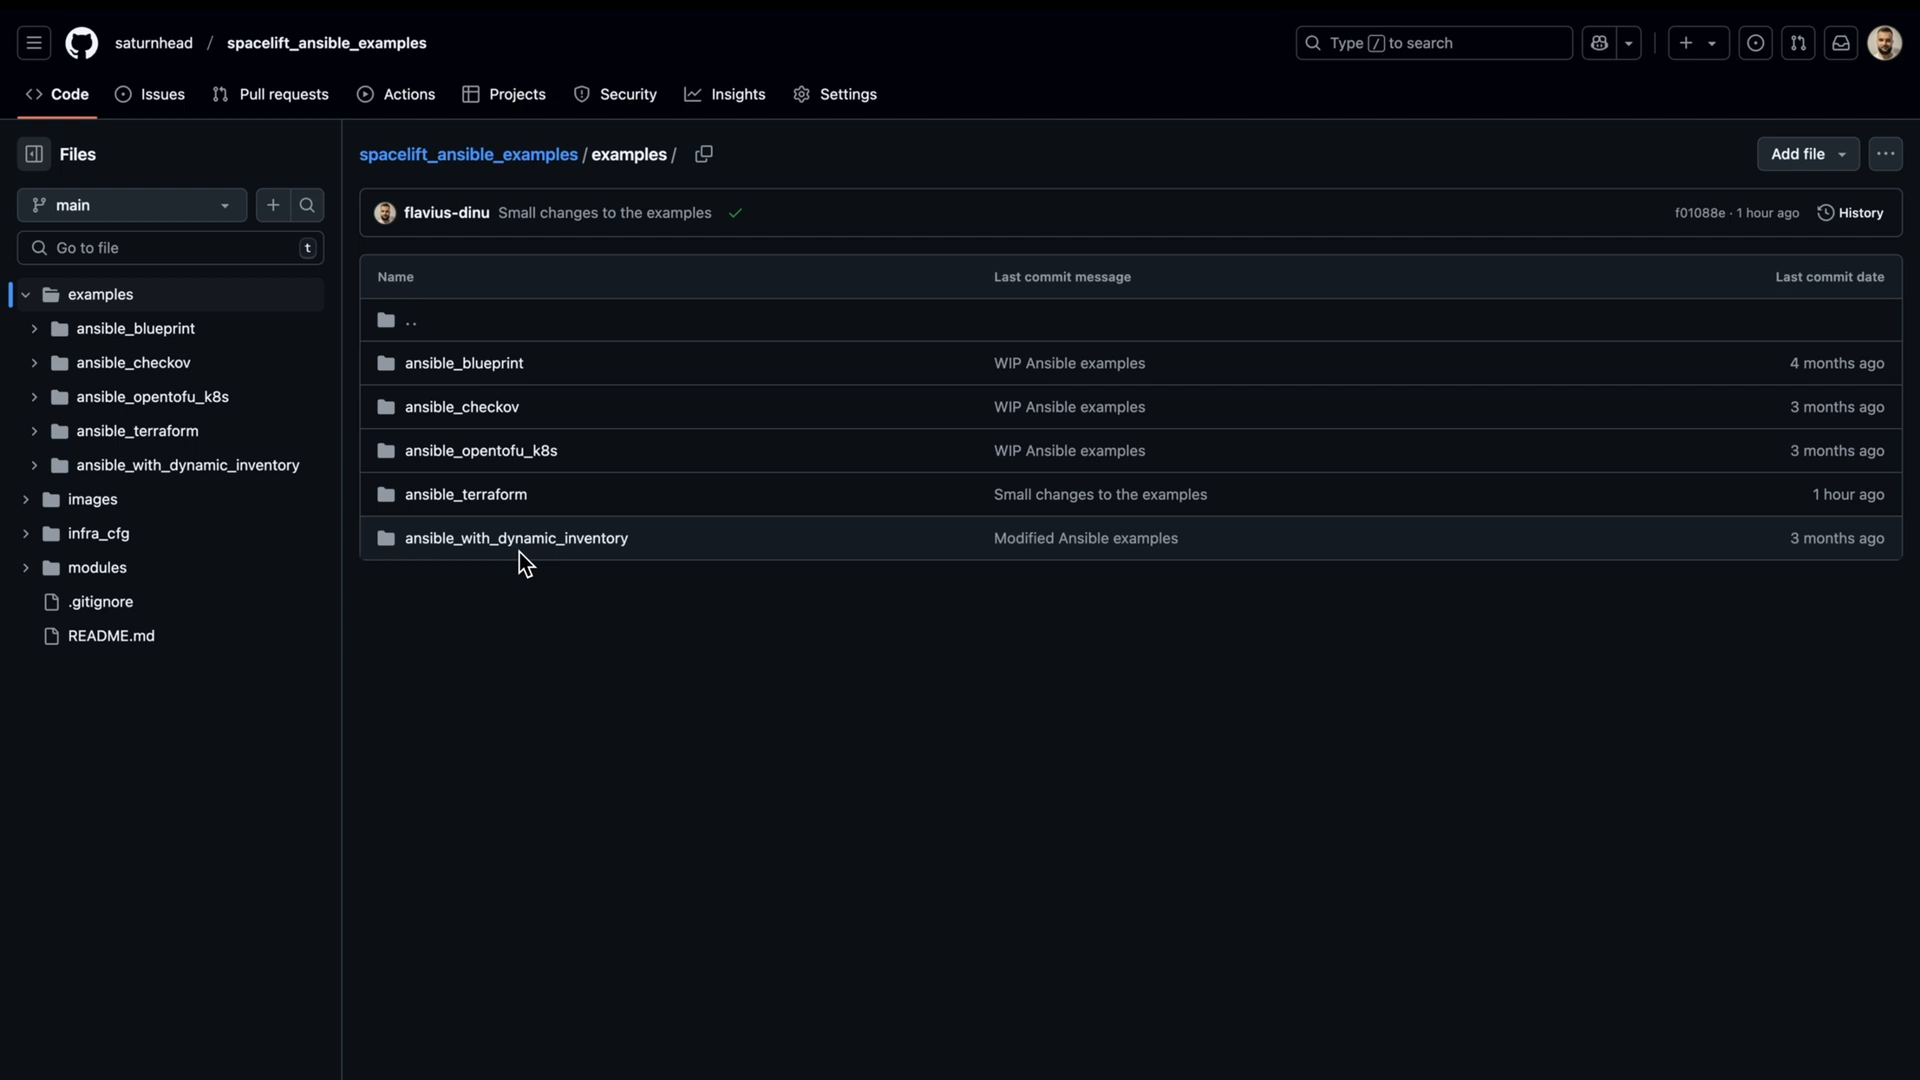 saturnhead / spacelift_ansible_examples
Type / to search
Code Issues Pull requests Actions Projects Security Insights Settings
Files
main
Go to file t
examples
ansible_blueprint
ansible_checkov
ansible_opentofu_k8s
ansible_terraform
ansible_with_dynamic_inventory
images
infra_cfg
modules
.gitignore
README.md
spacelift_ansible_examples / examples /
Add file
flavius-dinu Small changes to the examples
f01088e · 1 hour ago History
Name Last commit message Last commit date
..
ansible_blueprint WIP Ansible examples 4 months ago
ansible_checkov WIP Ansible examples 3 months ago
ansible_opentofu_k8s WIP Ansible examples 3 months ago
ansible_terraform Small changes to the examples 1 hour ago
ansible_with_dynamic_inventory Modified Ansible examples 3 months ago